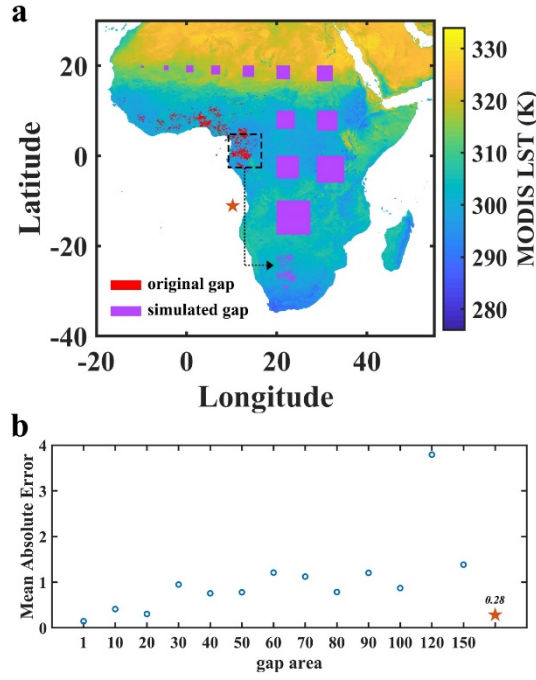 a
20
0
-20
-40
Latitude
original gap
simulated gap
-20
0
20
40
Longitude
330
320
310
300
290
280
MODIS LST (K)
b
4
3
2
1
0
Mean Absolute Error
0.28
1 10 20 30 40 50 60 70 80 90 100 120 150
gap area